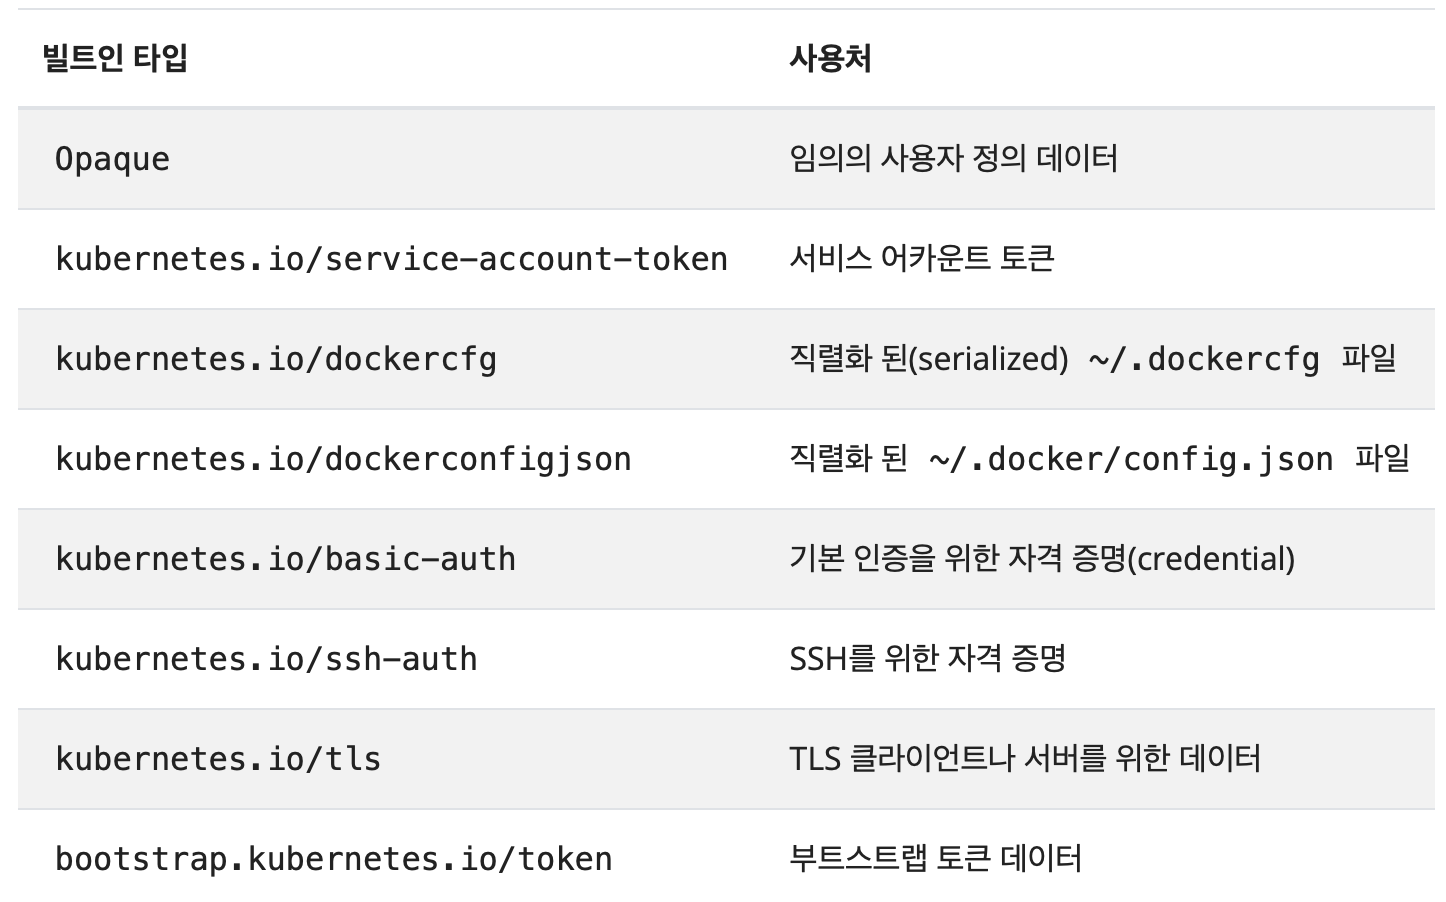 빌트인 타입 사용처
Opaque 임의의 사용자 정의 데이터
kubernetes.io/service-account-token 서비스 어카운트 토큰
kubernetes.io/dockercfg 직렬화 된(serialized) ~/.dockercfg 파일
kubernetes.io/dockerconfigjson 직렬화 된 ~/.docker/config.json 파일
kubernetes.io/basic-auth 기본 인증을 위한 자격 증명(credential)
kubernetes.io/ssh-auth SSH를 위한 자격 증명
kubernetes.io/tls TLS 클라이언트나 서버를 위한 데이터
bootstrap.kubernetes.io/token 부트스트랩 토큰 데이터